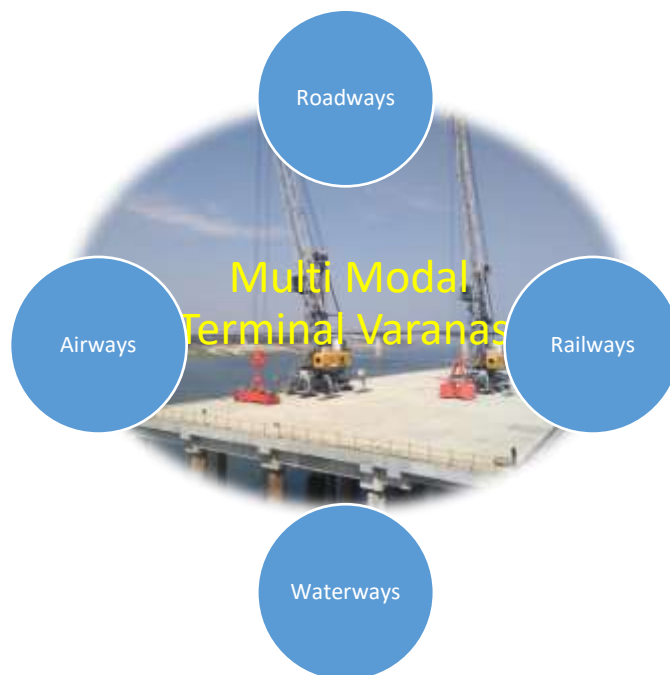 Roadways
Multi Modal
Terminal Varanas
Airways
Railways
Waterways